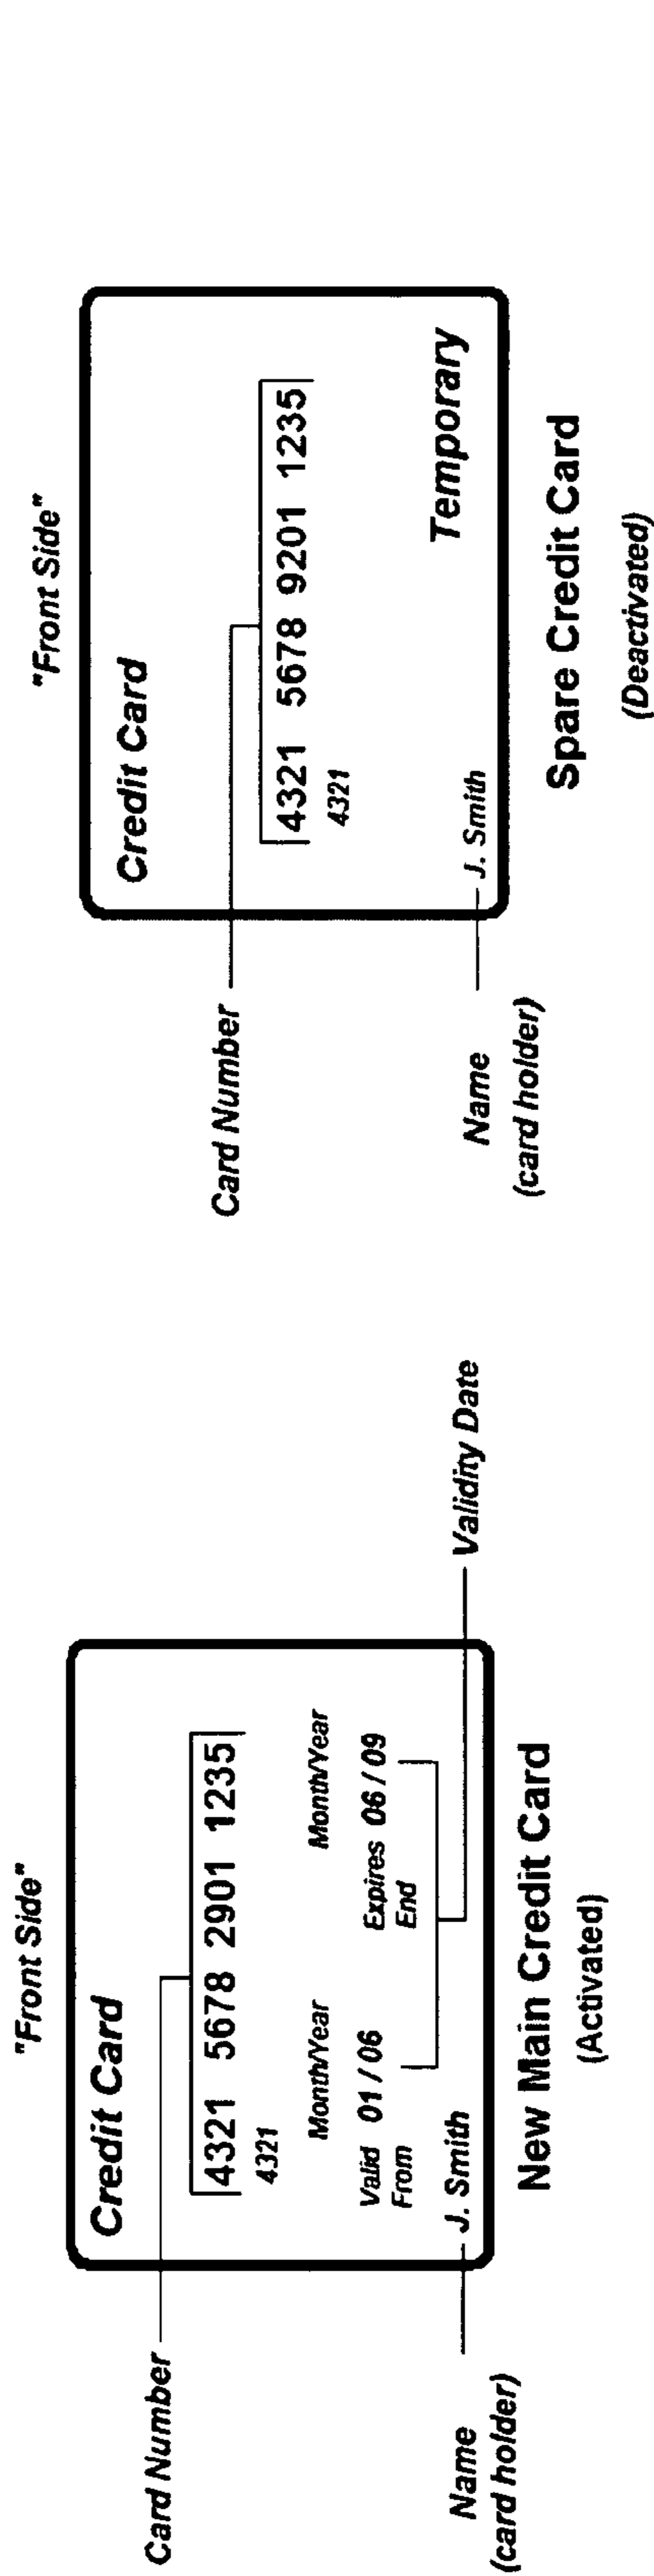 "Front Side"
Credit Card
Card Number
4321 5678 2901 1235
4321
Month/Year Month/Year
Valid From 01 / 06
Expires End 06 / 09
Name
(card holder)
J. Smith
Validity Date
New Main Credit Card
(Activated)
"Front Side"
Credit Card
Card Number
4321 5678 9201 1235
4321
Temporary
Name
(card holder)
J. Smith
Spare Credit Card
(Deactivated)